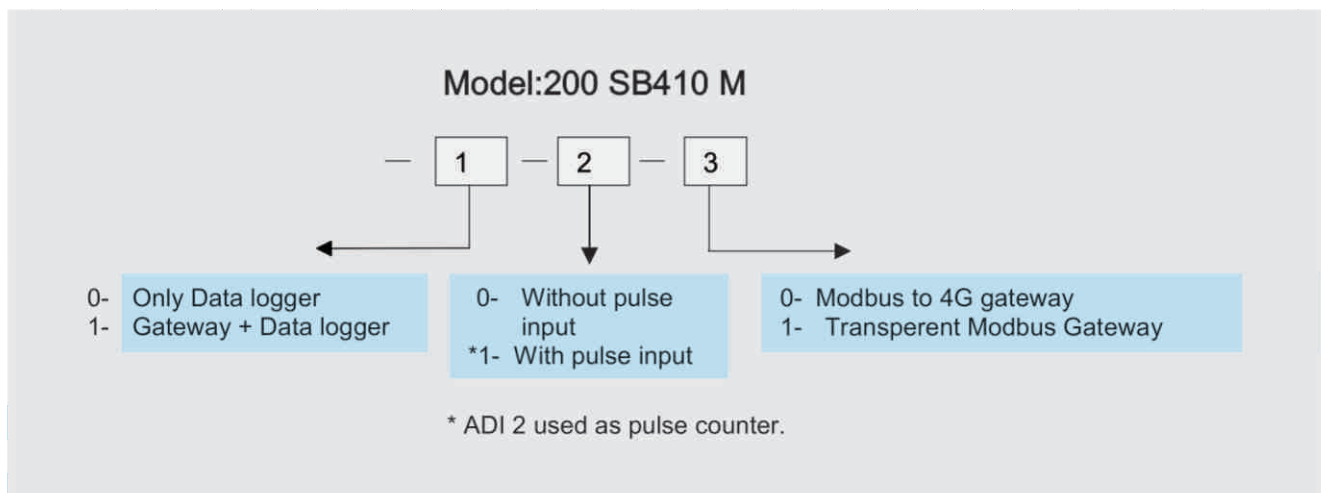 Model:200 SB410 M
— 1 — 2 — 3
0- Only Data logger
1- Gateway + Data logger
0- Without pulse
input
*1- With pulse input
0- Modbus to 4G gateway
1- Transperent Modbus Gateway
* ADI 2 used as pulse counter.